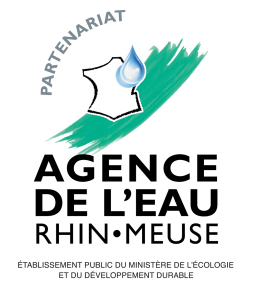 PARTENARIAT
AGENCE
DE L'EAU
RHIN•MEUSE
ÉTABLISSEMENT PUBLIC DU MINISTÈRE DE L'ÉCOLOGIE
ET DU DÉVELOPPEMENT DURABLE